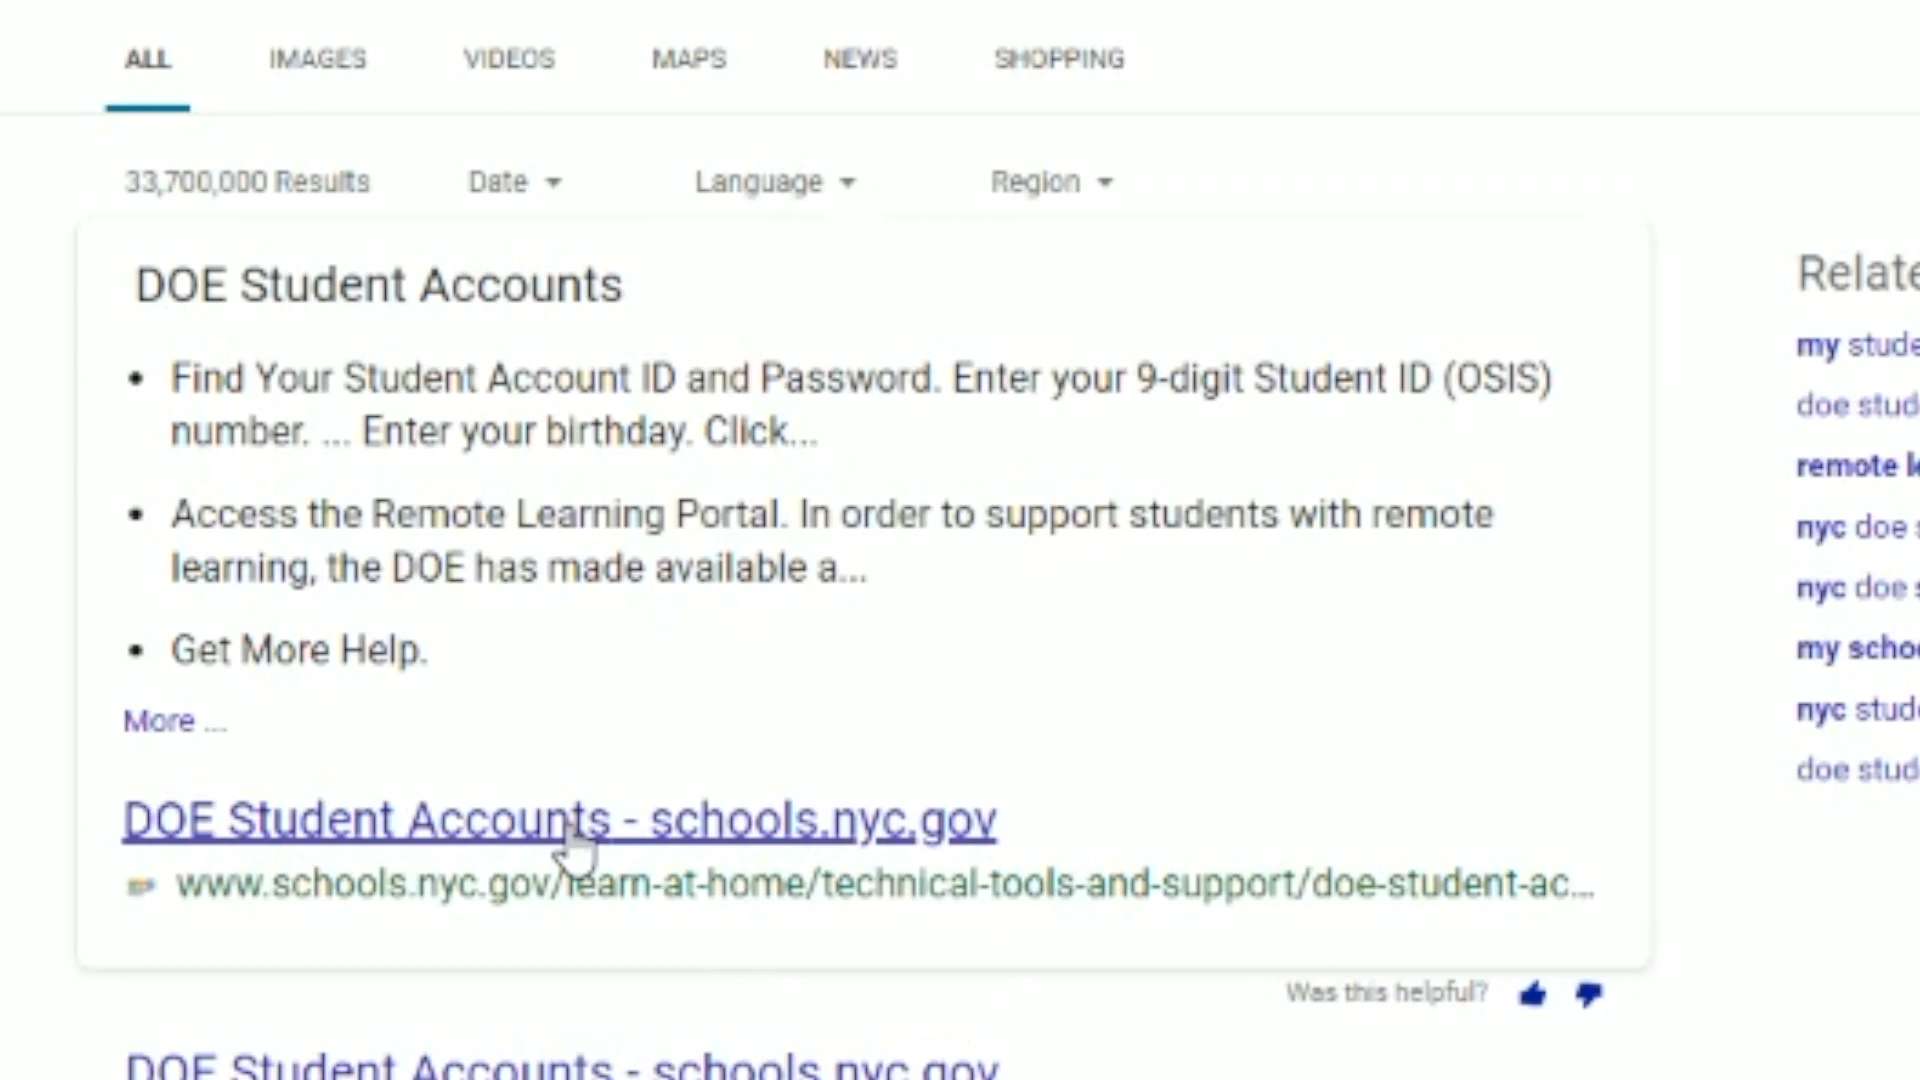 ALL IMAGES VIDEOS MAPS NEWS SHOPPING
33,700,000 Results Date Language Region
DOE Student Accounts
• Find Your Student Account ID and Password. Enter your 9-digit Student ID (OSIS)
number. ... Enter your birthday. Click...
• Access the Remote Learning Portal. In order to support students with remote
learning, the DOE has made available a...
• Get More Help.
More ...
DOE Student Accounts - schools.nyc.gov
www.schools.nyc.gov/learn-at-home/technical-tools-and-support/doe-student-ac...
Was this helpful?
DOE Student Accounts - schools.nyc.gov
my
doe
remote
nyc doe
nyc doe
my
nyc
doe